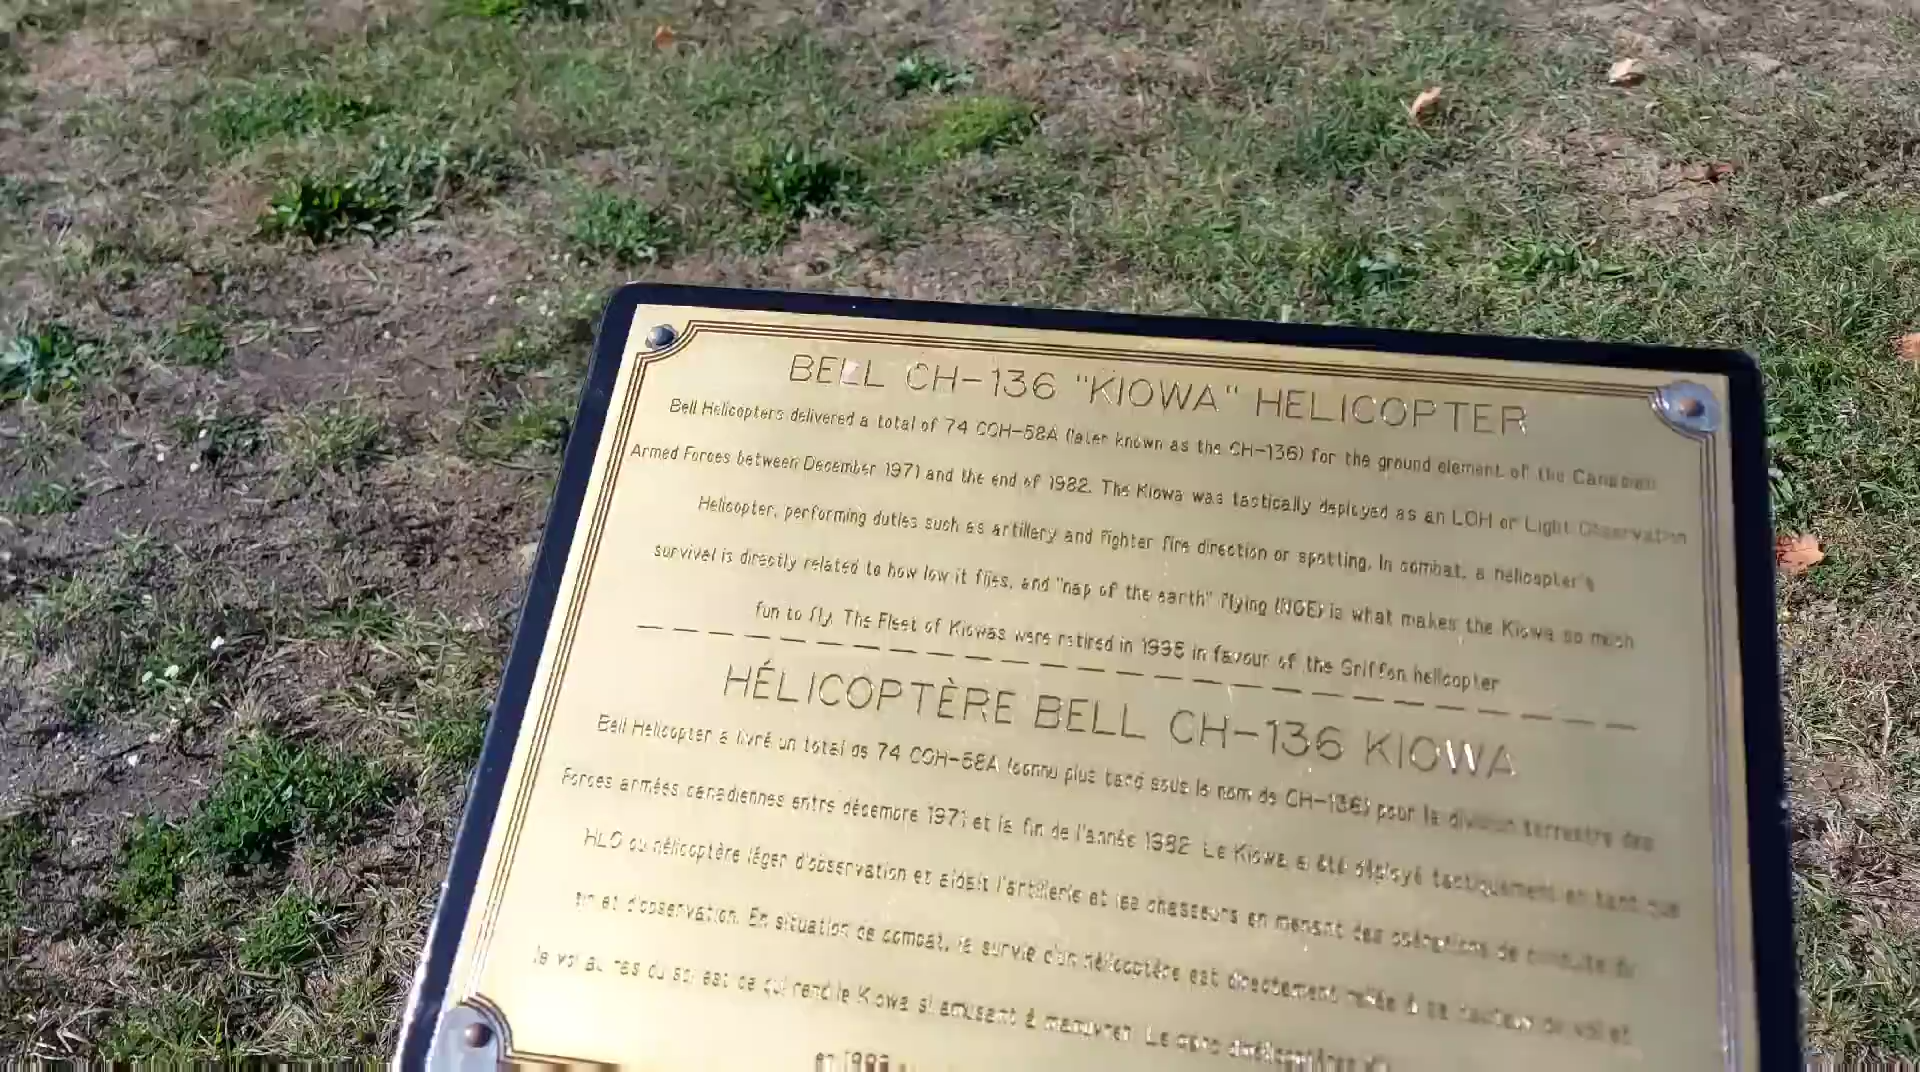 BELL CH-136 "KIOWA" HELICOPTER
Bell Helicopters delivered a total of 74 COH-58A (later known as the CH-136) for the ground element of the Canadian
Armed Forces between December 1971 and the end of 1982. The Kiowa was tactically deployed as an LOH or Light Observation
Helicopter, performing duties such as artillery and fighter fire direction or spotting. In combat, a helicopter's
survival is directly related to how low it flies, and "nap of the earth" flying (NOE) is what makes the Kiowa so much
fun to fly. The Fleet of Kiowas were retired in 1995 in favour of the Griffon helicopter
HÉLICOPTÈRE BELL CH-136 KIOWA
Bell Helicopter a livré un total de 74 COH-58A (connu plus tard sous le nom de CH-136) pour la division terrestre des
Forces armées canadiennes entre décembre 1971 et la fin de l'année 1982. Le Kiowa a été déployé tactiquement en tant que
HLO ou hélicoptère léger d'observation et aidait l'artillerie et les chasseurs en menant des opérations de conduite du
tir et d'observation. En situation de combat, la survie d'un hélicoptère est directement reliée à sa hauteur de vol et
le vol au ras du sol est ce qui rend le Kiowa si amusant à manuvrer. Le parc d'hélicoptères
en